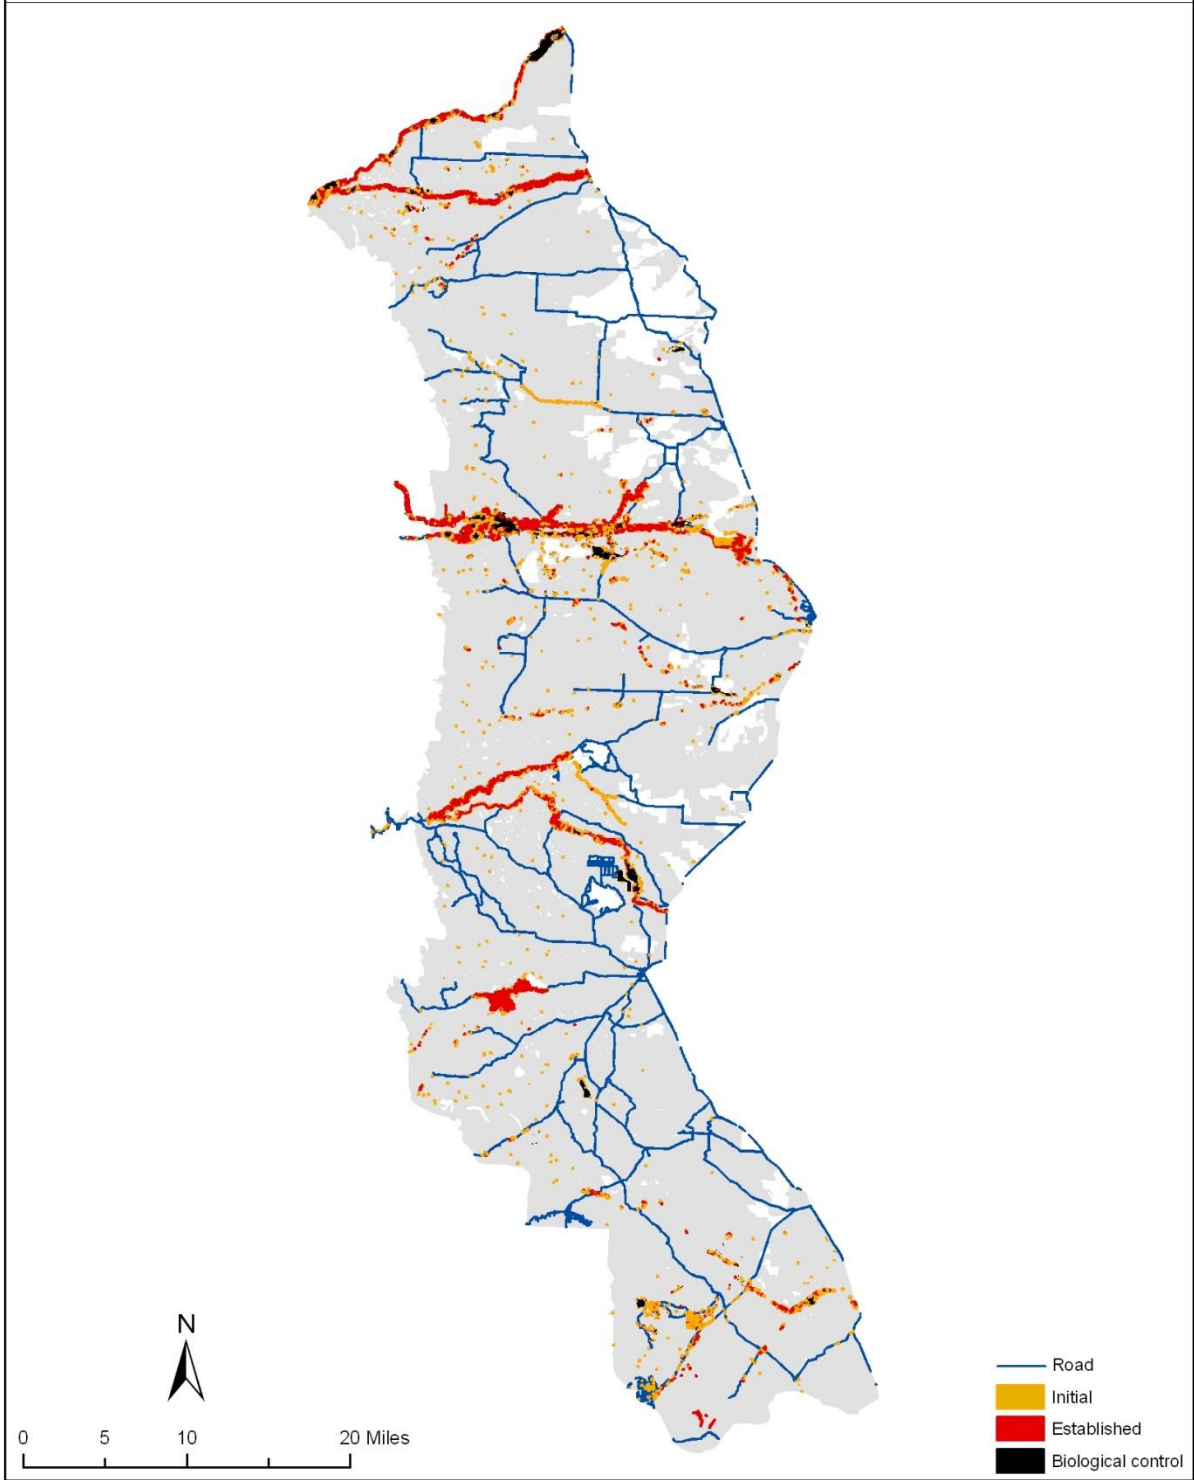 N
0 5 10 20 Miles
Road
Initial
Established
Biological control